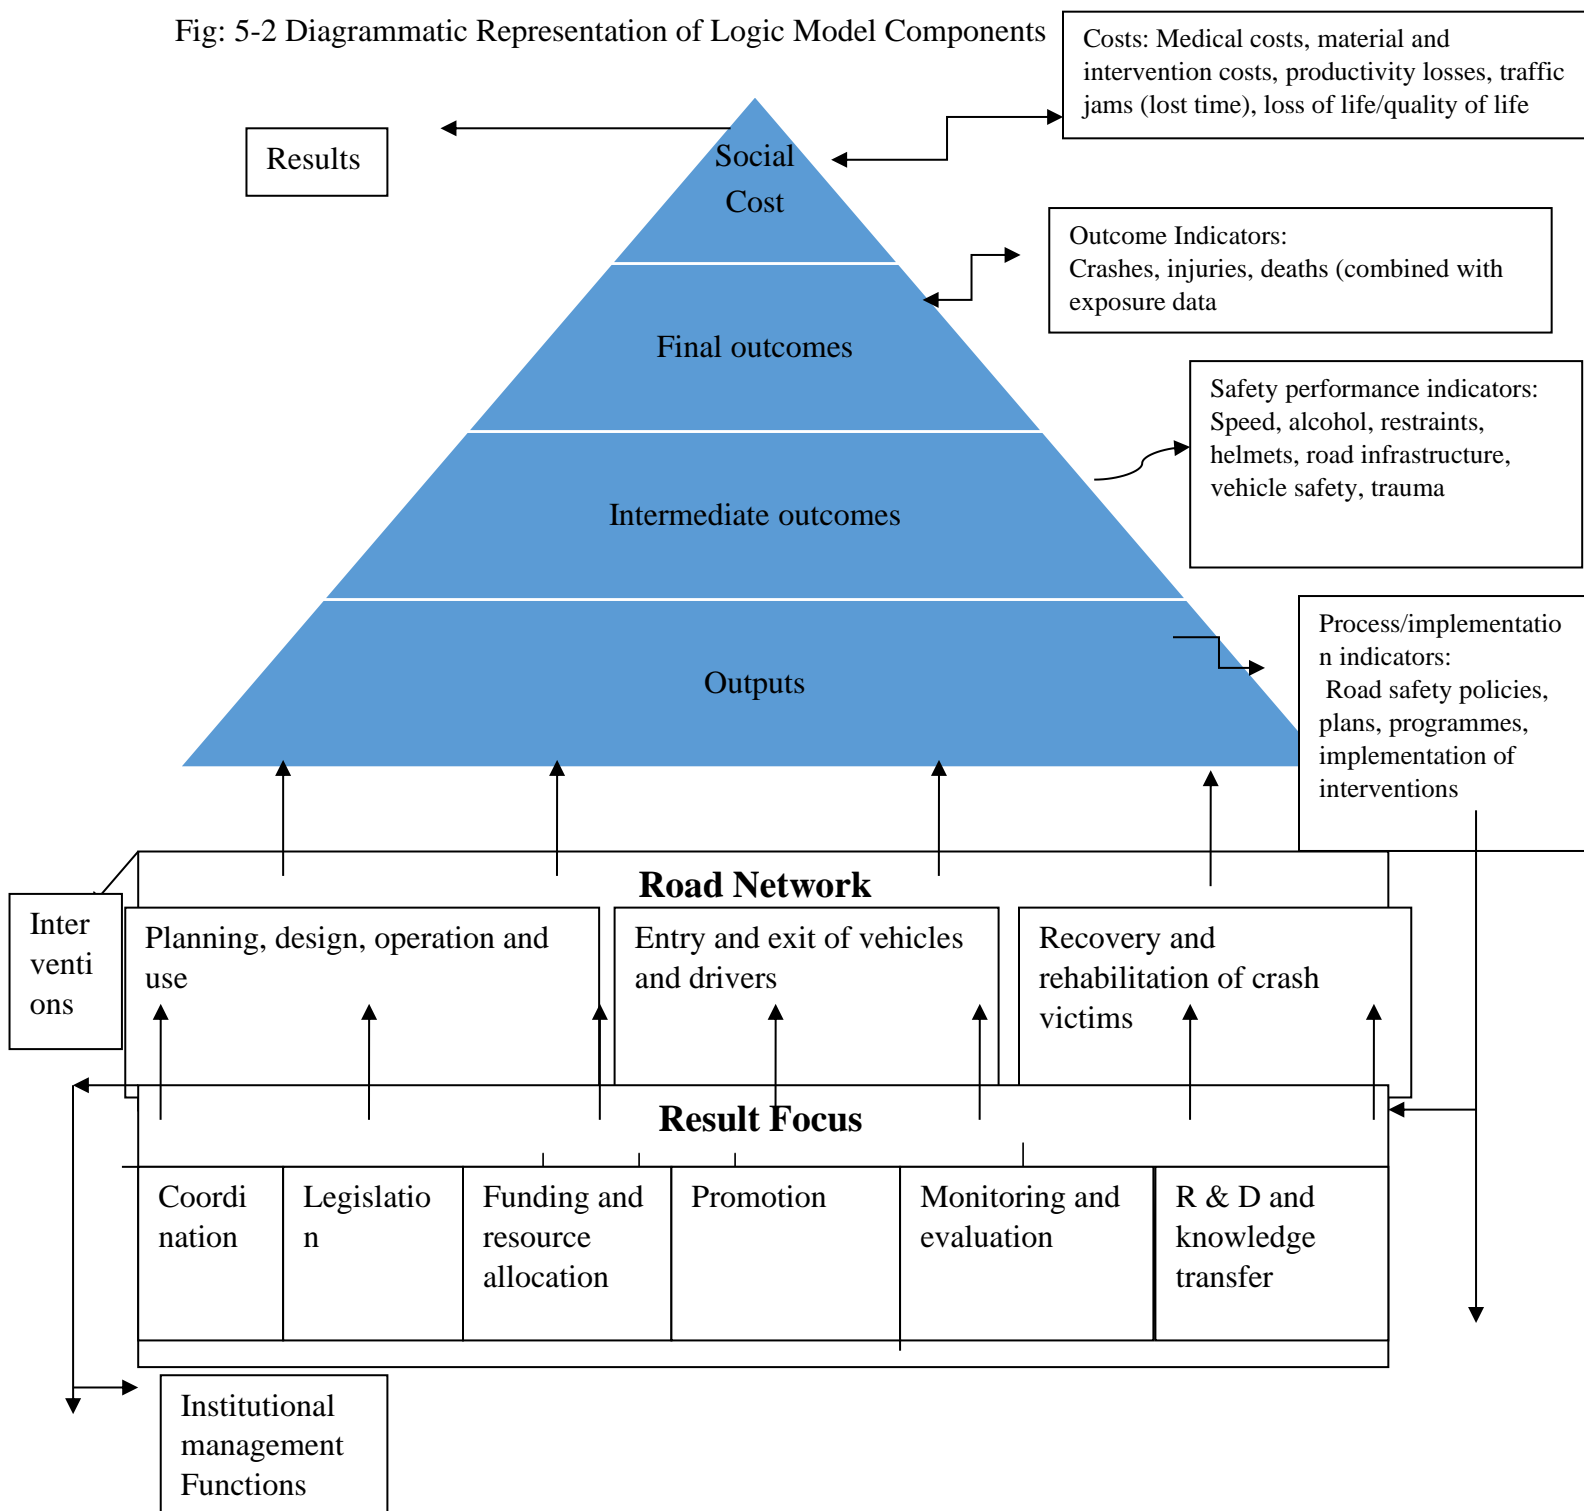 Fig: 5-2 Diagrammatic Representation of Logic Model Components
Costs: Medical costs, material and
intervention costs, productivity losses, traffic
jams (lost time), loss of life/quality of life
Results
Social
Cost
Outcome Indicators:
Crashes, injuries, deaths (combined with
exposure data
Final outcomes
Safety performance indicators:
Speed, alcohol, restraints,
helmets, road infrastructure,
vehicle safety, trauma
Intermediate outcomes
Process/implementatio
n indicators:
Road safety policies,
plans, programmes,
implementation of
interventions
Outputs
Road Network
Inter
venti
ons
Planning, design, operation and
use
Entry and exit of vehicles
and drivers
Recovery and
rehabilitation of crash
victims
Result Focus
Coordi
nation
Legislatio
n
Funding and
resource
allocation
Promotion
Monitoring and
evaluation
R & D and
knowledge
transfer
Institutional
management
Functions